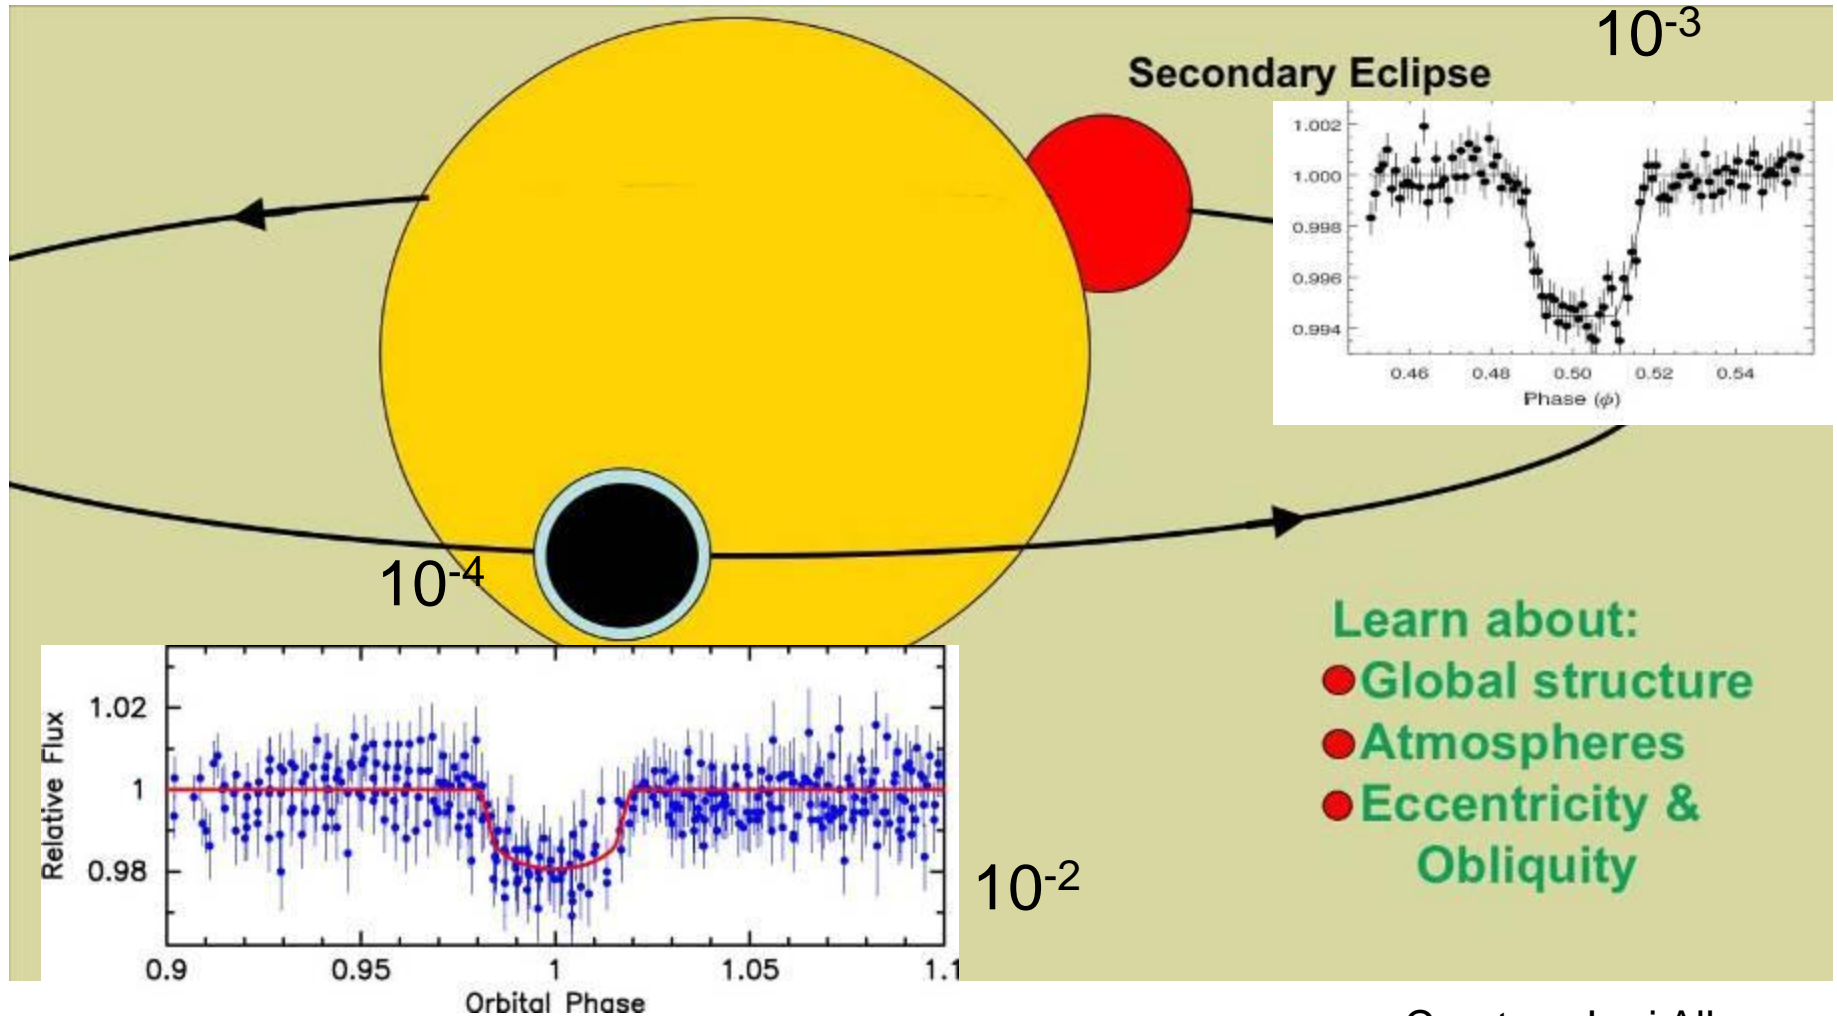 10-3
Secondary Eclipse
1.002
1.000
0.998
0.996
0.994
0.46 0.48 0.50 0.52 0.54
Phase (φ)
10-4
Learn about:
Global structure
Atmospheres
Eccentricity &
Obliquity
1.02
1
0.98
Relative Flux
0.9 0.95 1 1.05 1.1
Orbital Phase
10-2